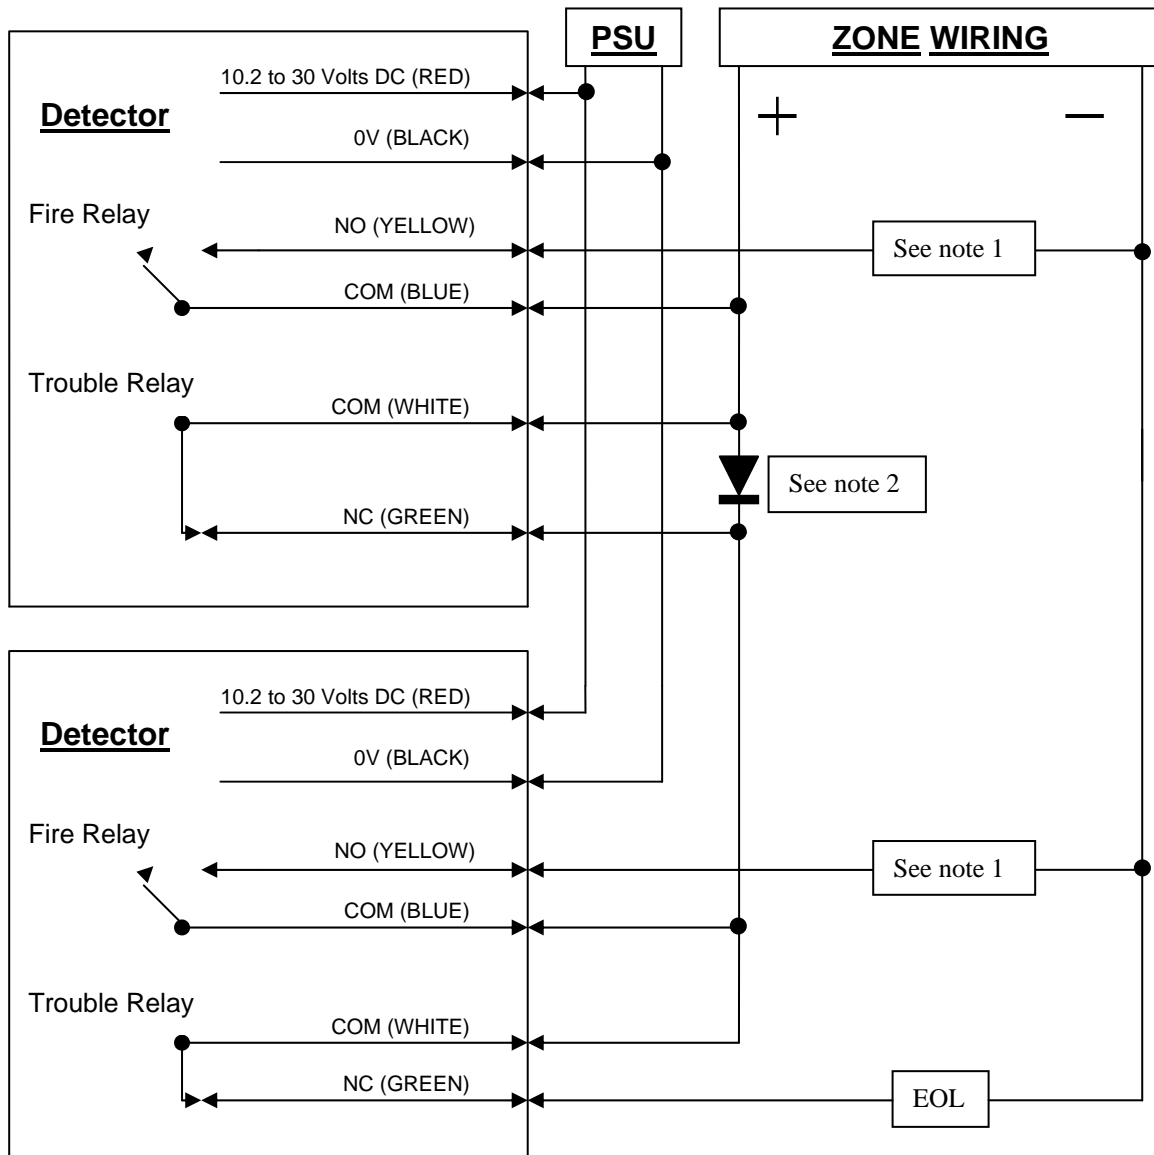 PSU
ZONE WIRING
+
−
Detector
10.2 to 30 Volts DC (RED)
0V (BLACK)
Fire Relay
NO (YELLOW)
See note 1
COM (BLUE)
Trouble Relay
COM (WHITE)
See note 2
NC (GREEN)
Detector
10.2 to 30 Volts DC (RED)
0V (BLACK)
Fire Relay
NO (YELLOW)
See note 1
COM (BLUE)
Trouble Relay
COM (WHITE)
NC (GREEN)
EOL